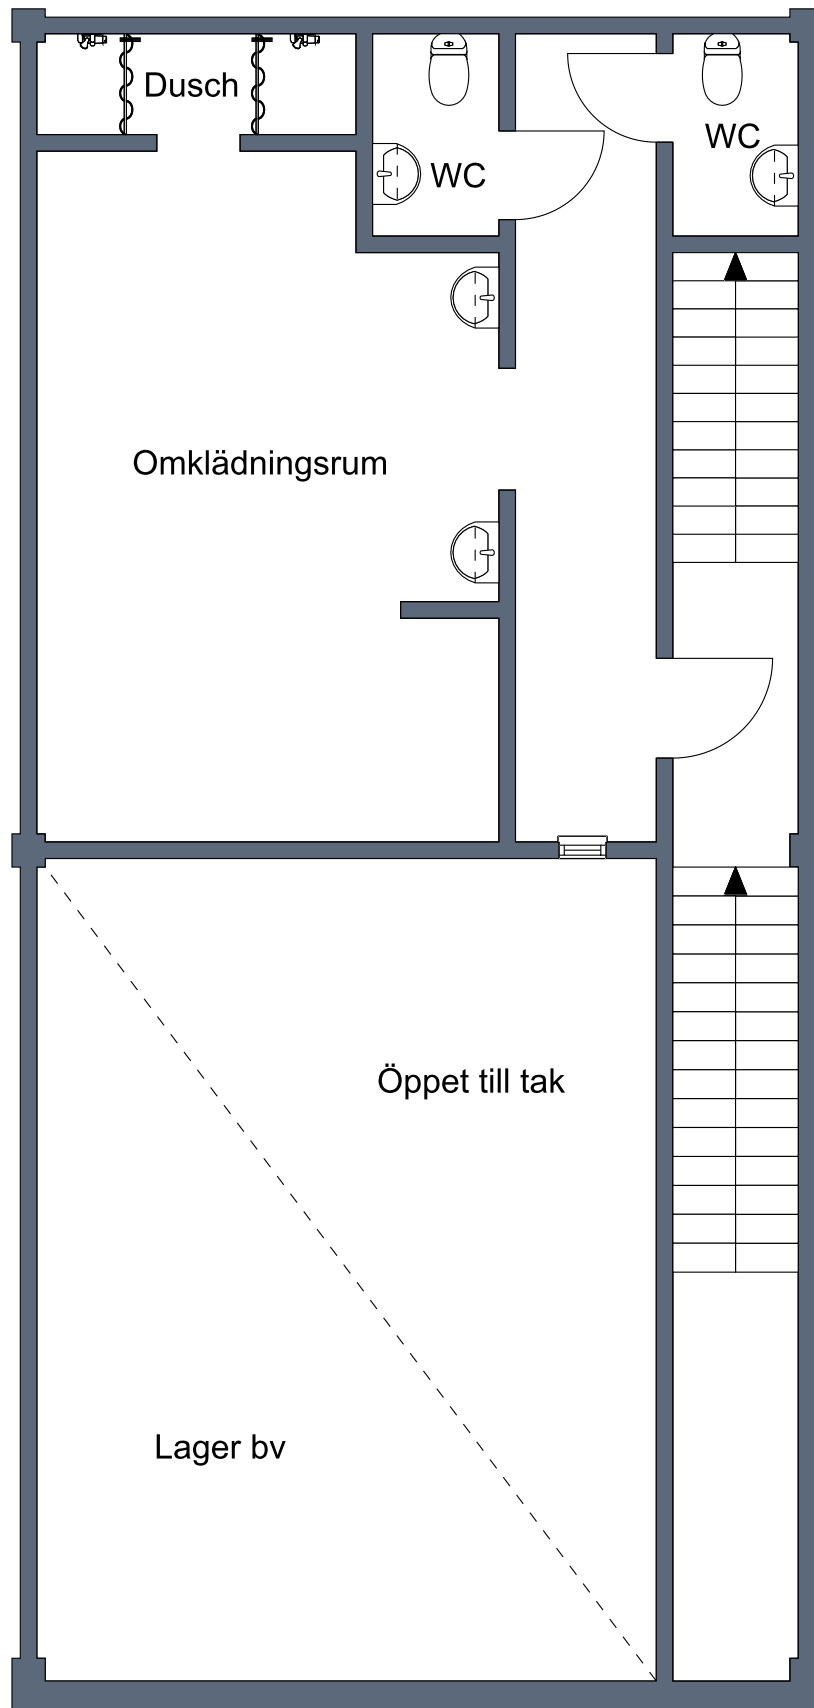 Dusch
WC
WC
Omklädningsrum
Öppet till tak
Lager bv